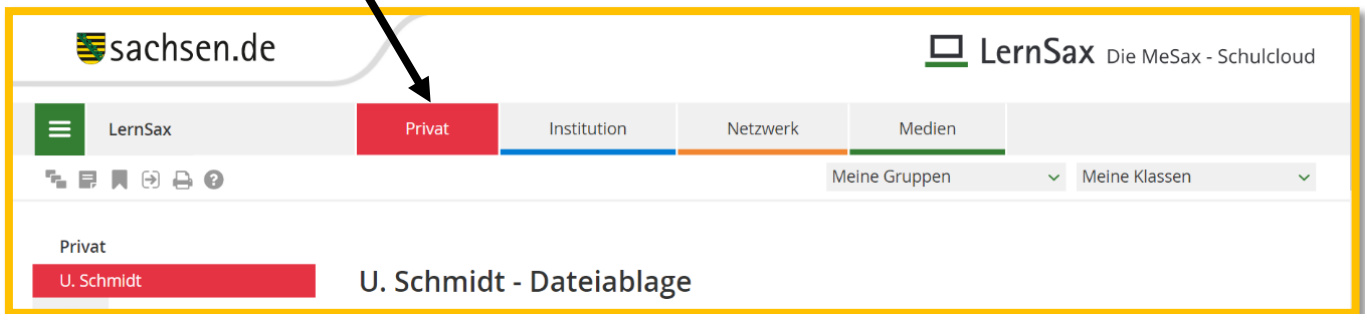 sachsen.de
LernSax Die MeSax - Schulcloud
LernSax Privat Institution Netzwerk Medien
Meine Gruppen Meine Klassen
Privat
U. Schmidt
U. Schmidt - Dateiablage